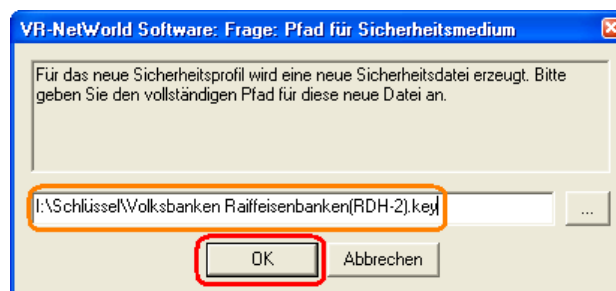 VR-NetWorld Software: Frage: Pfad für Sicherheitsmedium
Für das neue Sicherheitsprofil wird eine neue Sicherheitsdatei erzeugt. Bitte
geben Sie den vollständigen Pfad für diese neue Datei an.
I:\Schlüssel\Volksbanken Raiffeisenbanken(RDH-2).key
...
OK
Abbrechen